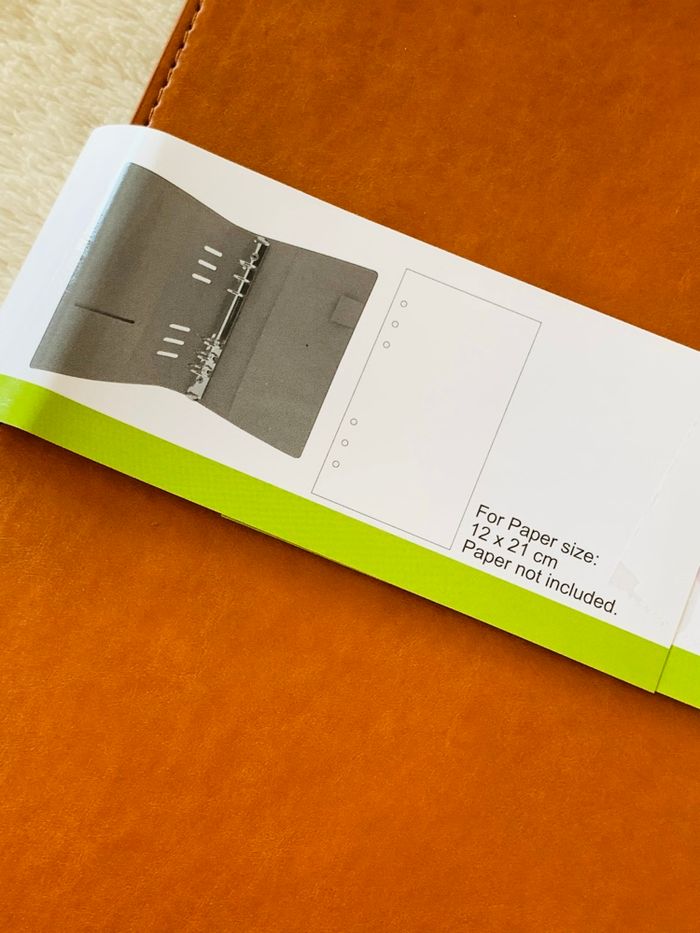 For Paper size:
12 x 21 cm
Paper not included.